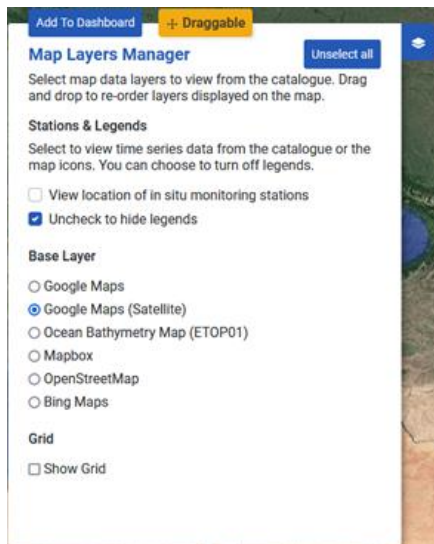 Add To Dashboard
Draggable
Map Layers Manager
Unselect all
Select map data layers to view from the catalogue. Drag
and drop to re-order layers displayed on the map.
Stations & Legends
Select to view time series data from the catalogue or the
map icons. You can choose to turn off legends.
View location of in situ monitoring stations
Uncheck to hide legends
Base Layer
Google Maps
Google Maps (Satellite)
Ocean Bathymetry Map (ETOP01)
Mapbox
OpenStreetMap
Bing Maps
Grid
Show Grid